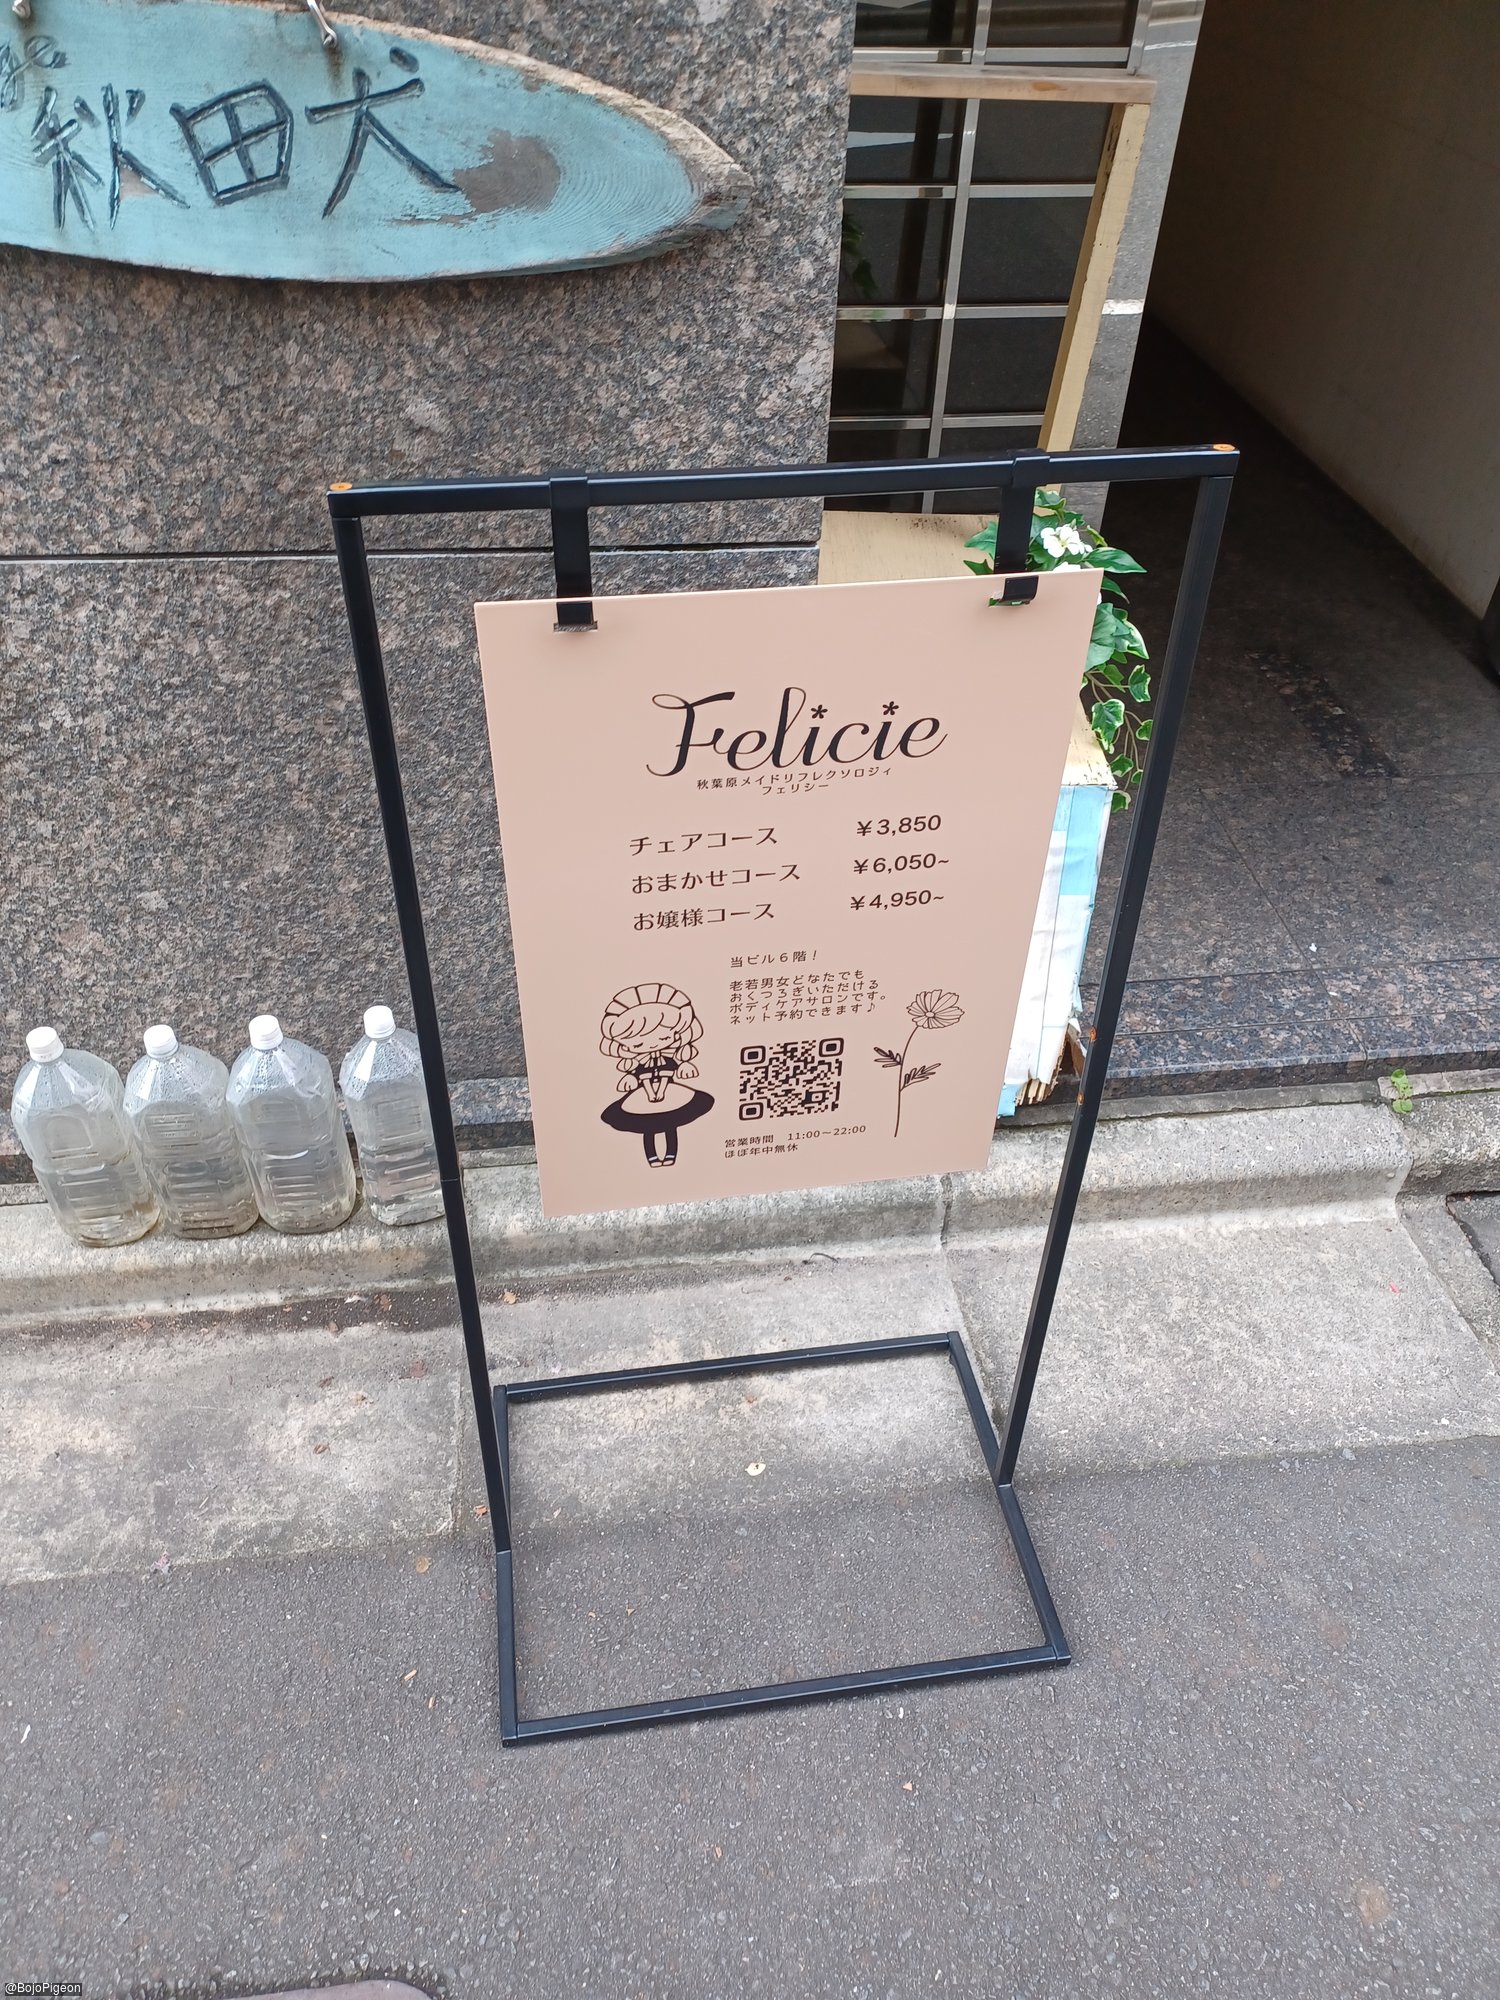 秋田犬
Felicie
秋葉原メイドリフレクソロジィ
フェリシー
チェアコース ￥3,850
おまかせコース ￥6,050~
お嬢様コース ￥4,950~
当ビル6階！
老若男女どなたでも
おくつろぎいただける
ボディケアサロンです。
ネット予約できます♪
営業時間 11:00～22:00
ほぼ年中無休
@BojoPigeon